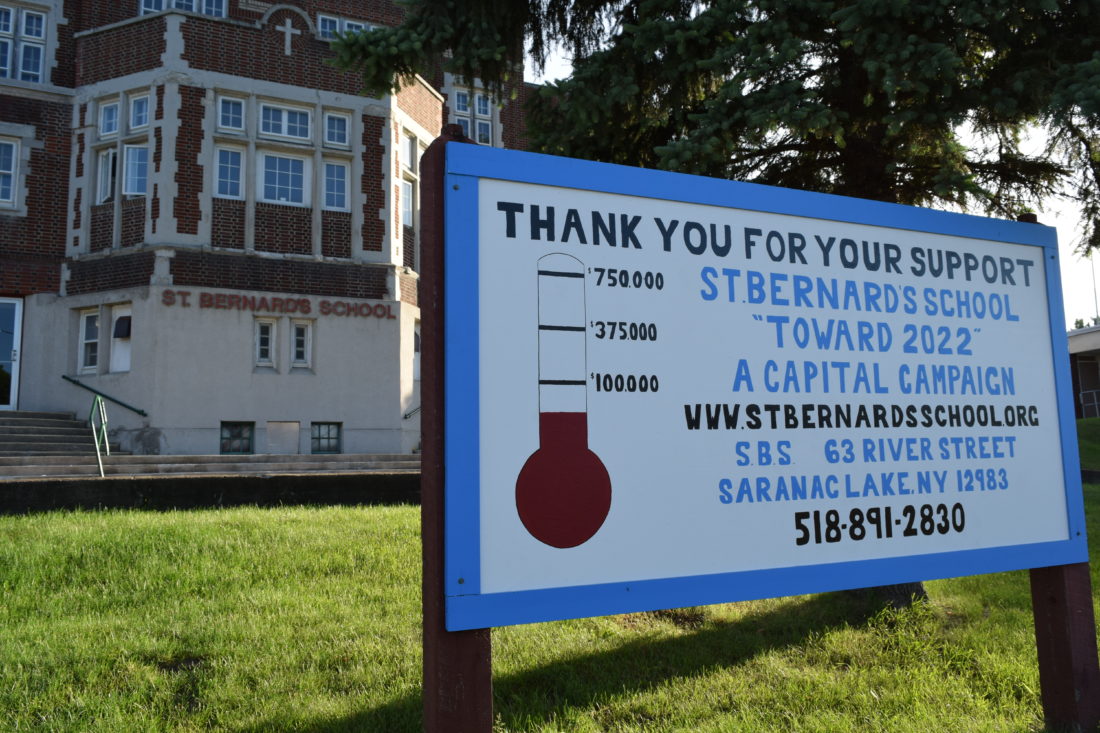 ST. BERNARD'S SCHOOL
THANK YOU FOR YOUR SUPPORT
$750.000
$375.000
$100.000
ST. BERNARD'S SCHOOL
"TOWARD 2022"
A CAPITAL CAMPAIGN
WWW.STBERNARDSSCHOOL.ORG
S.B.S. 63 RIVER STREET
SARANAC LAKE, NY 12983
518-891-2830